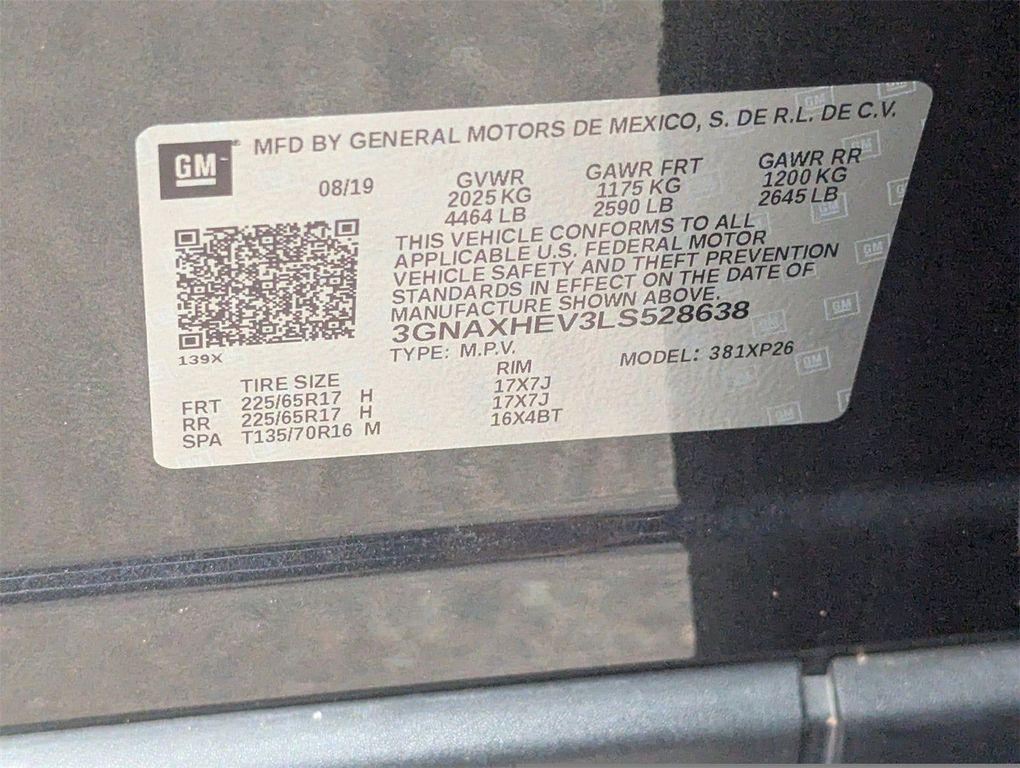 MFD BY GENERAL MOTORS DE MEXICO, S. DE R.L. DE C.V.
GM
08/19 GVWR GAWR FRT GAWR RR
2025 KG 1175 KG 1200 KG
4464 LB 2590 LB 2645 LB
THIS VEHICLE CONFORMS TO ALL
APPLICABLE U.S. FEDERAL MOTOR
VEHICLE SAFETY AND THEFT PREVENTION
STANDARDS IN EFFECT ON THE DATE OF
MANUFACTURE SHOWN ABOVE.
3GNAXHEV3LS528638
139X
TYPE: M.P.V. MODEL: 381XP26
TIRE SIZE RIM
FRT 225/65R17 H 17X7J
RR 225/65R17 H 17X7J
SPA T135/70R16 M 16X4BT